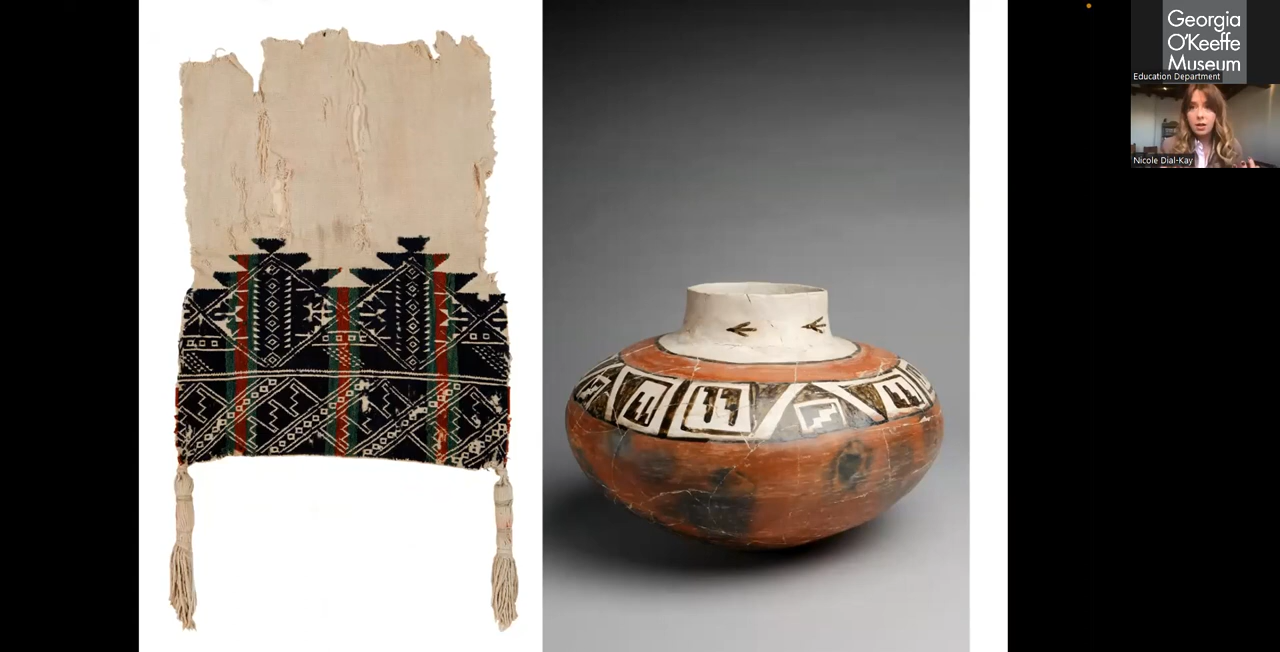 Georgia
O'Keeffe
Museum
Education Department
Nicole Dial-Kay